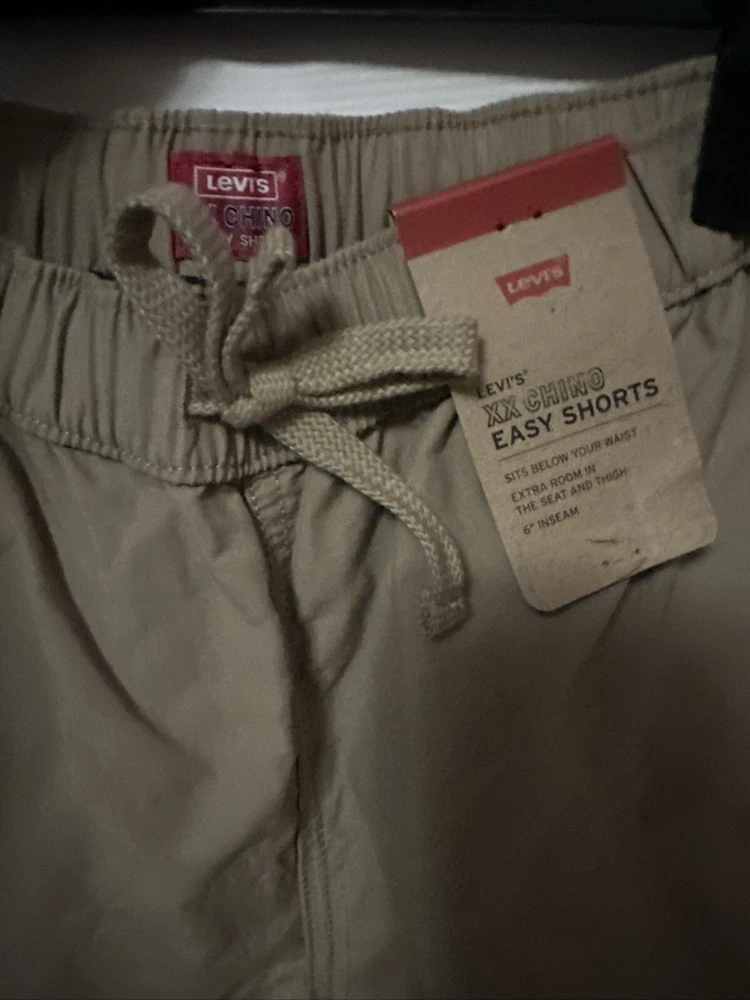 LEVI'S
CHINO
LEVI'S
LEVI'S®
XX CHINO
EASY SHORTS
SITS BELOW YOUR WAIST
EXTRA ROOM IN
THE SEAT AND THIGH
6" INSEAM